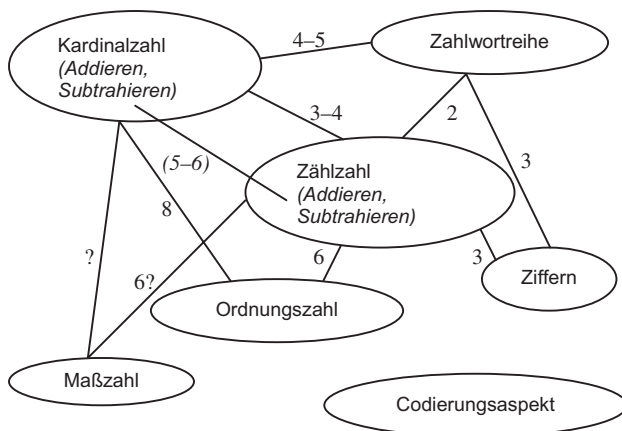 Kardinalzahl
(Addieren,
Subtrahieren)
4–5
Zahlwortreihe
3–4
2
3
(5–6)
Zählzahl
(Addieren,
Subtrahieren)
8
?
6?
6
3
Ziffern
Ordnungszahl
Maßzahl
Codierungsaspekt